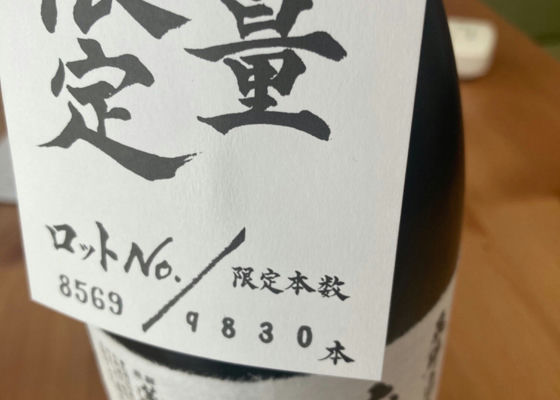 量
限定
ロットNo.
8569
限定本数
9830本